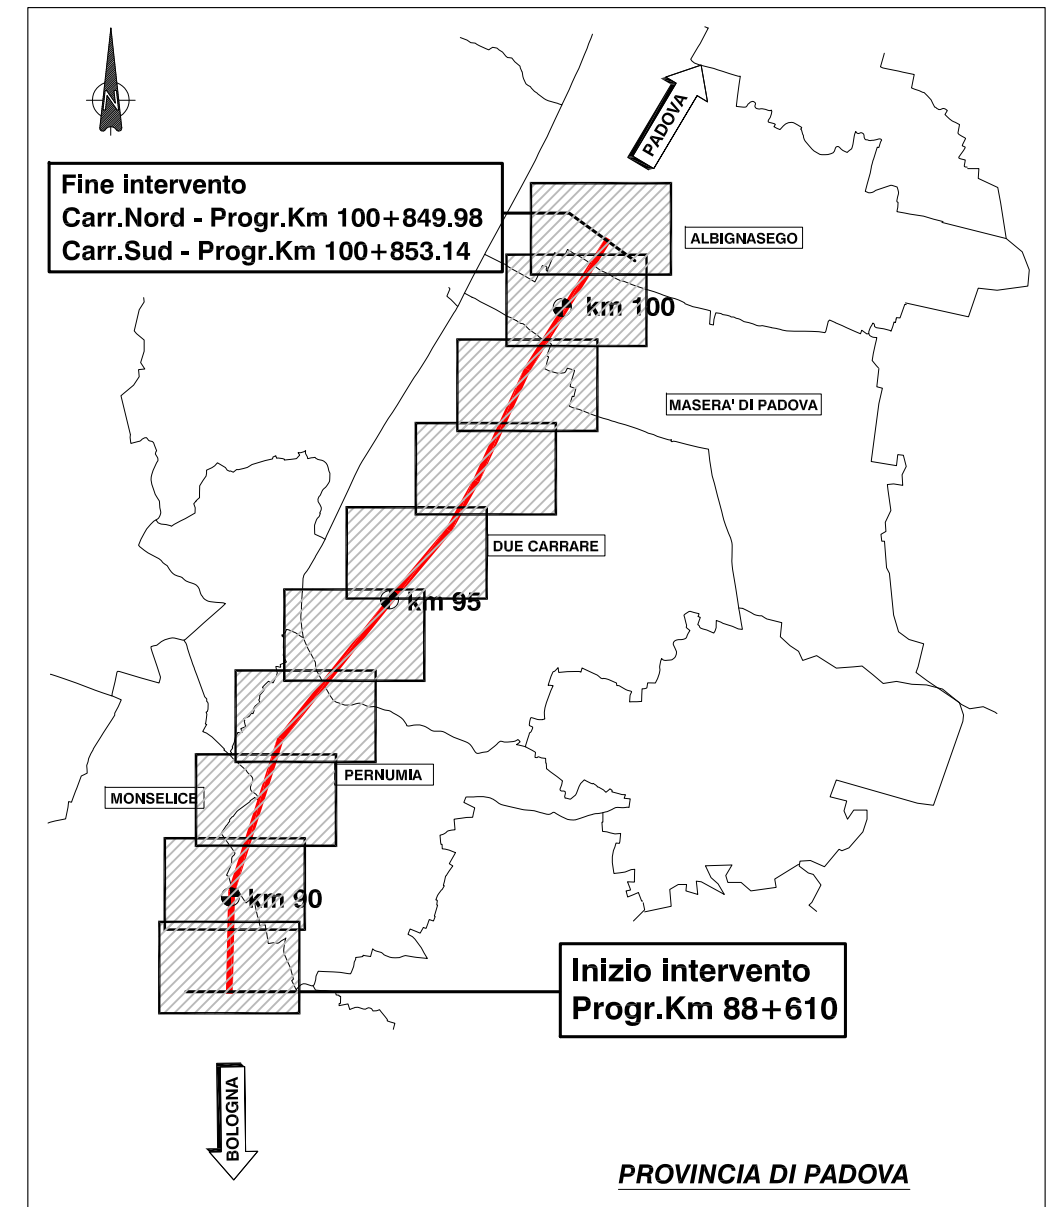 N
PADOVA
Fine intervento
Carr.Nord - Progr.Km 100+849.98
Carr.Sud - Progr.Km 100+853.14
ALBIGNASEGO
km 100
MASERA' DI PADOVA
DUE CARRARE
km 95
PERNUMIA
MONSELICE
km 90
Inizio intervento
Progr.Km 88+610
BOLOGNA
PROVINCIA DI PADOVA